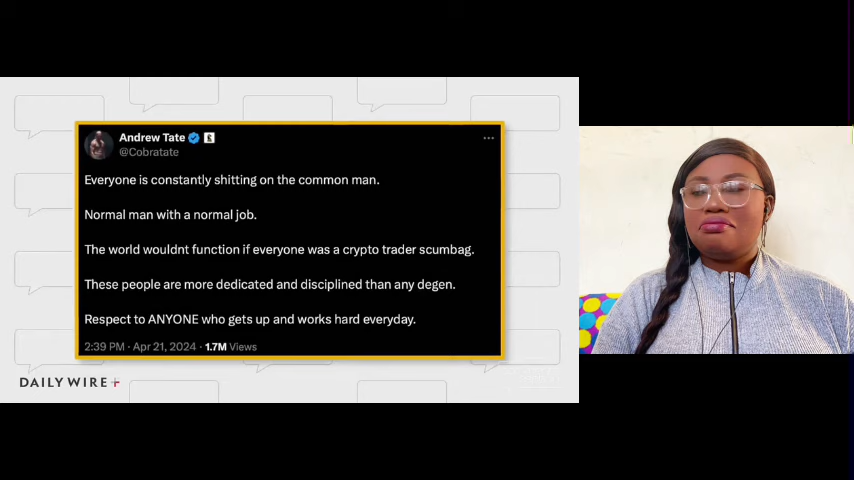 Andrew Tate
@Cobratate
Everyone is constantly shitting on the common man.
Normal man with a normal job.
The world wouldnt function if everyone was a crypto trader scumbag.
These people are more dedicated and disciplined than any degen.
Respect to ANYONE who gets up and works hard everyday.
2:39 PM · Apr 21, 2024 · 1.7M Views
DAILYWIRE+